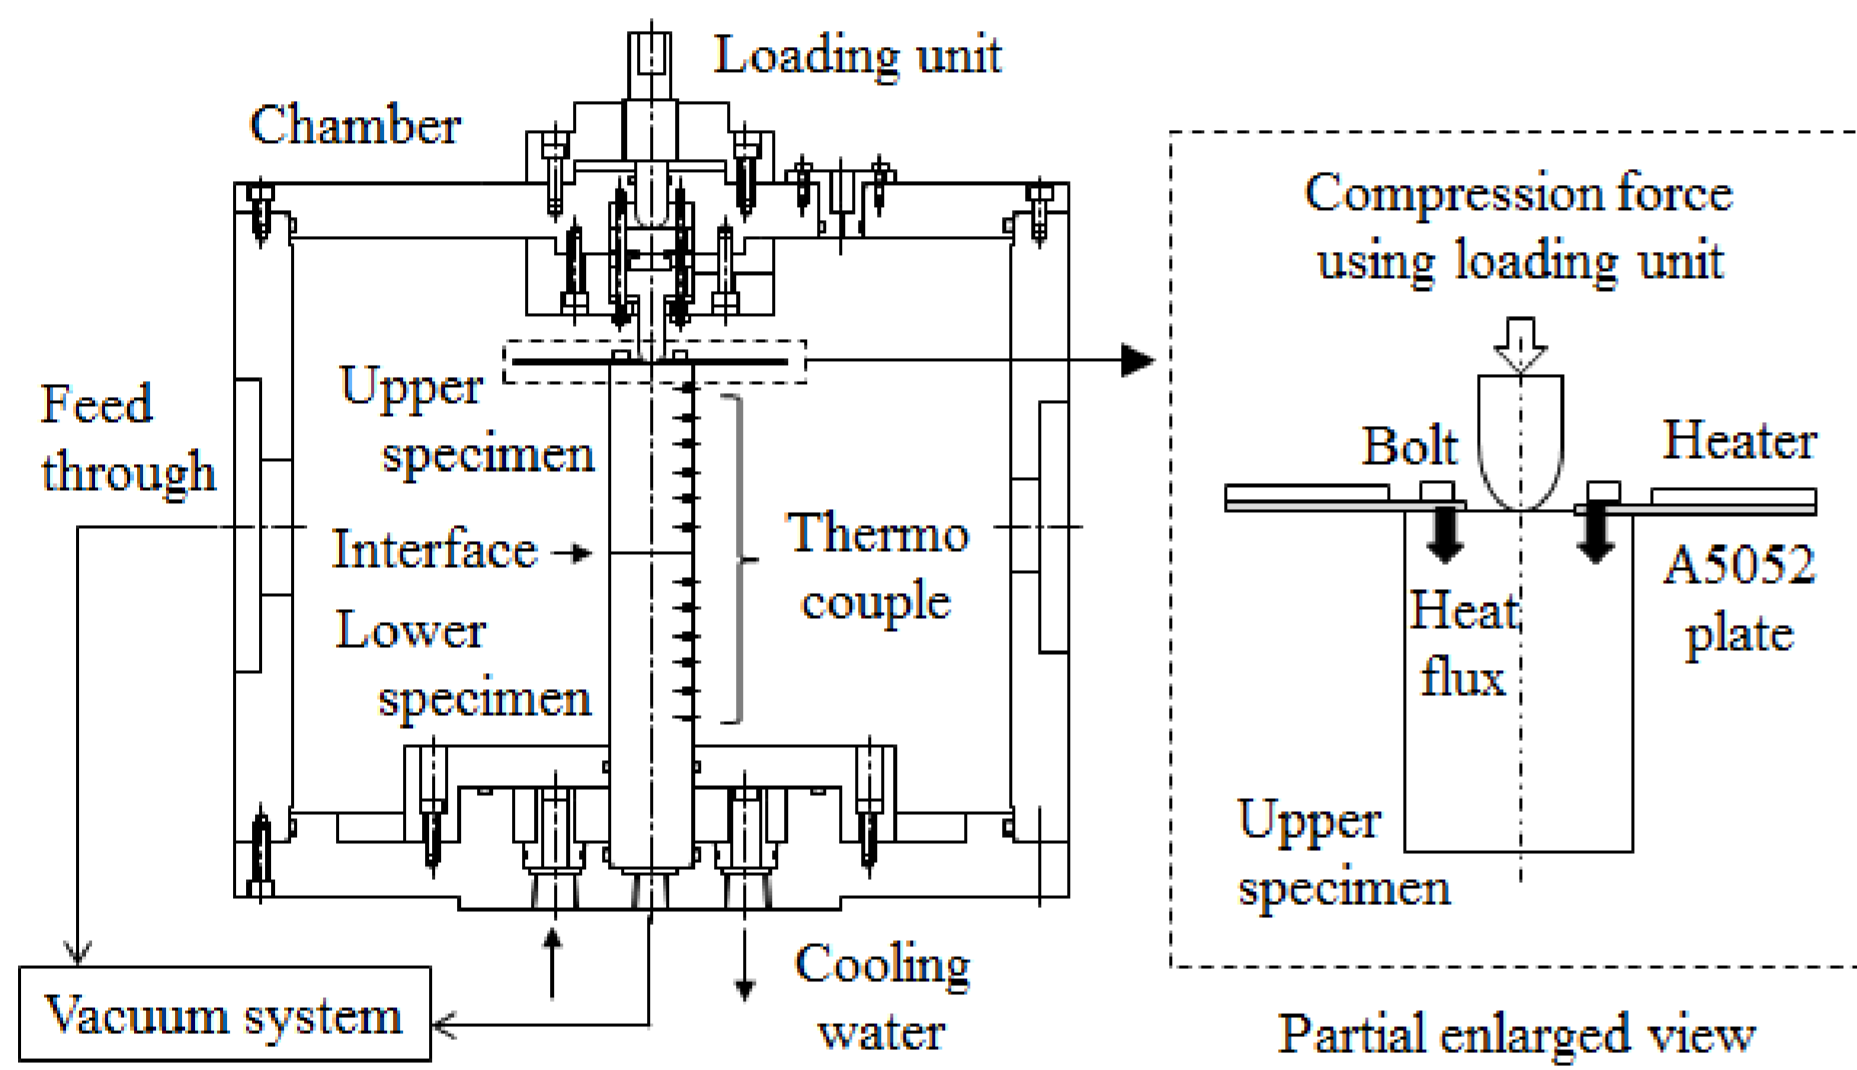 Loading unit
Chamber
Compression force
using loading unit
Upper
specimen
Feed
through
Bolt
Heater
Interface
Thermo
couple
A5052
plate
Heat
flux
Lower
specimen
Upper
specimen
Cooling
water
Vacuum system
Partial enlarged view